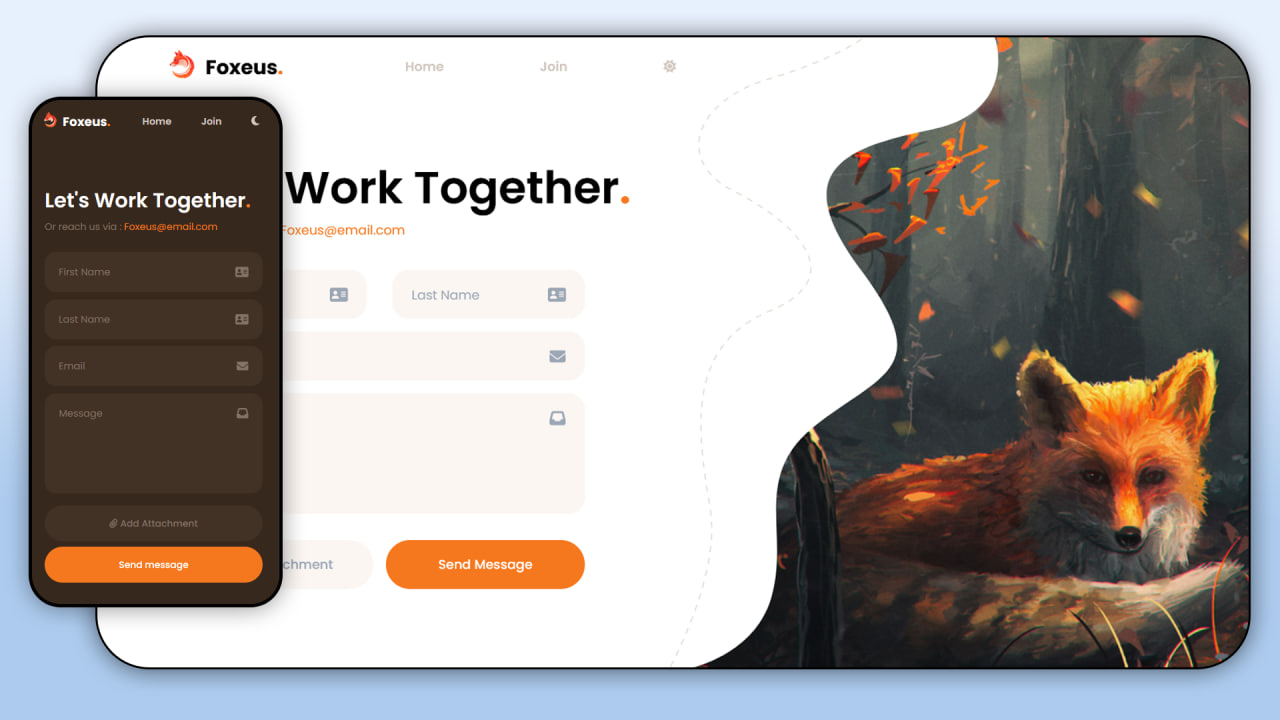 Foxeus.
Home
Join
Work Together.
Foxeus@email.com
Last Name
chment
Send Message
Foxeus.
Home
Join
Let's Work Together.
Or reach us via : Foxeus@email.com
First Name
Last Name
Email
Message
Add Attachment
Send message